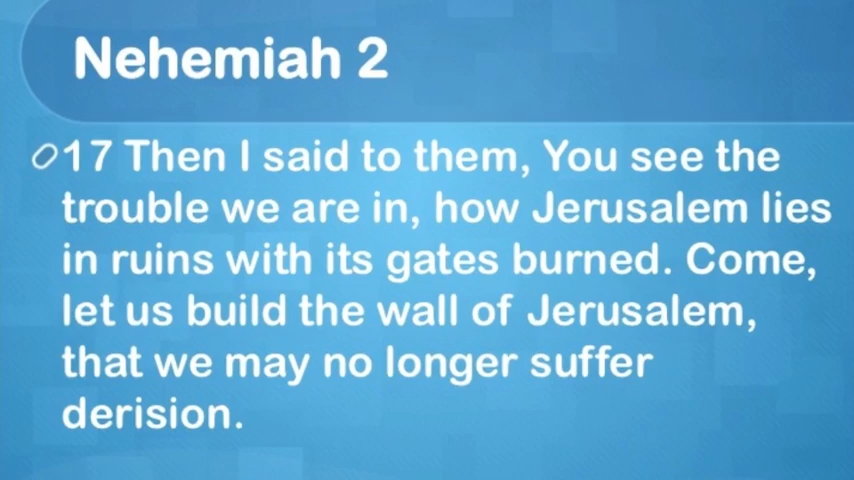 Nehemiah 2
17 Then I said to them, You see the
trouble we are in, how Jerusalem lies
in ruins with its gates burned. Come,
let us build the wall of Jerusalem,
that we may no longer suffer
derision.